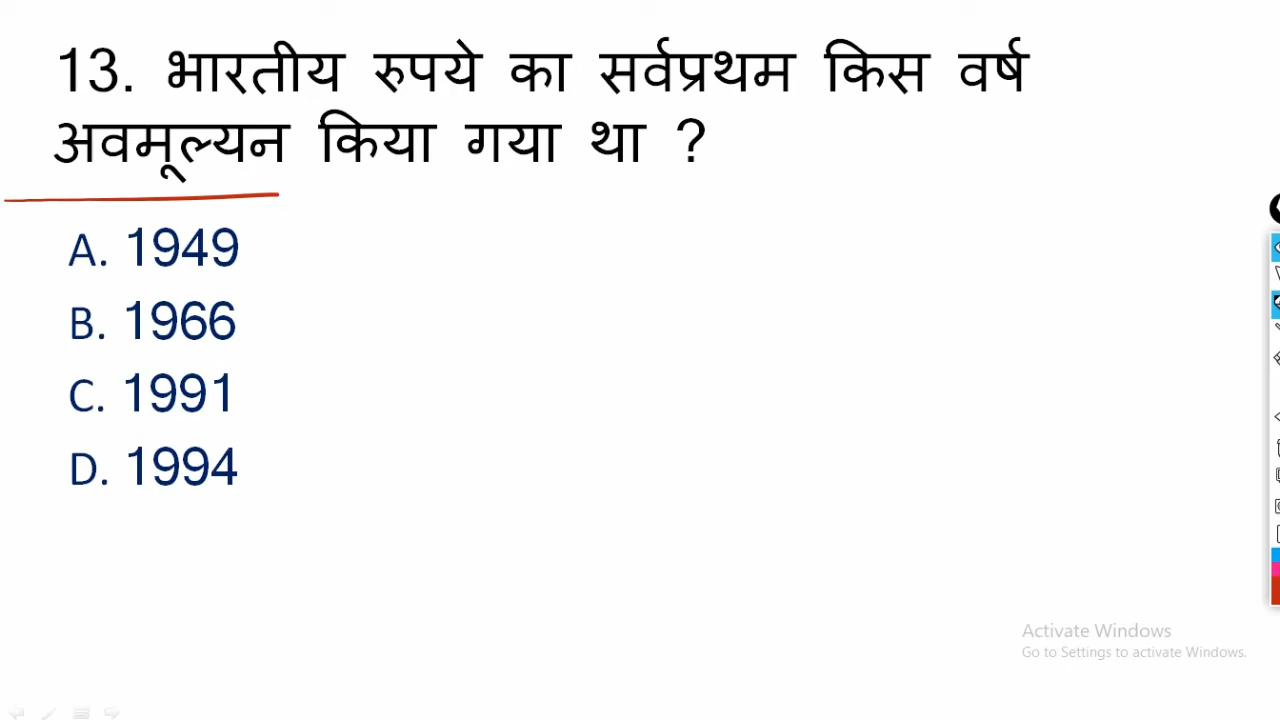 13. भारतीय रुपये का सर्वप्रथम किस वर्ष
अवमूल्यन किया गया था ?
A. 1949
B. 1966
C. 1991
D. 1994
Activate Windows
Go to Settings to activate Windows.